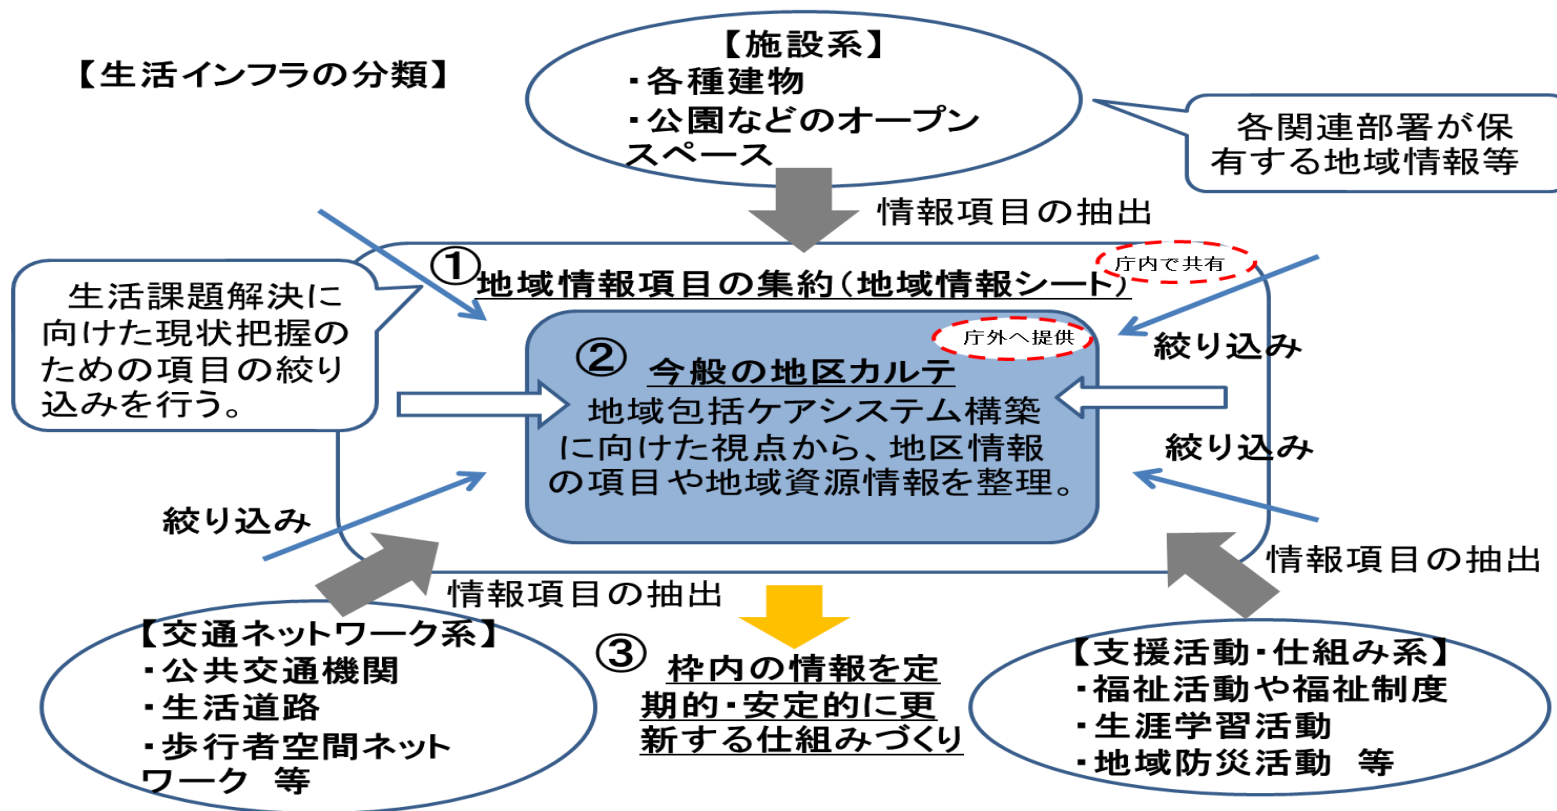 【生活インフラの分類】
【施設系】
・各種建物
・公園などのオープン
スペース
各関連部署が保
有する地域情報等
情報項目の抽出
①地域情報項目の集約（地域情報シート）
庁内で共有
生活課題解決に
向けた現状把握の
ための項目の絞り
込みを行う。
庁外へ提供
絞り込み
② 今般の地区カルテ
地域包括ケアシステム構築
に向けた視点から、地区情報
の項目や地域資源情報を整理。
絞り込み
絞り込み
情報項目の抽出
情報項目の抽出
【交通ネットワーク系】
・公共交通機関
・生活道路
・歩行者空間ネット
ワーク 等
③ 枠内の情報を定
期的・安定的に更
新する仕組みづくり
【支援活動・仕組み系】
・福祉活動や福祉制度
・生涯学習活動
・地域防災活動 等